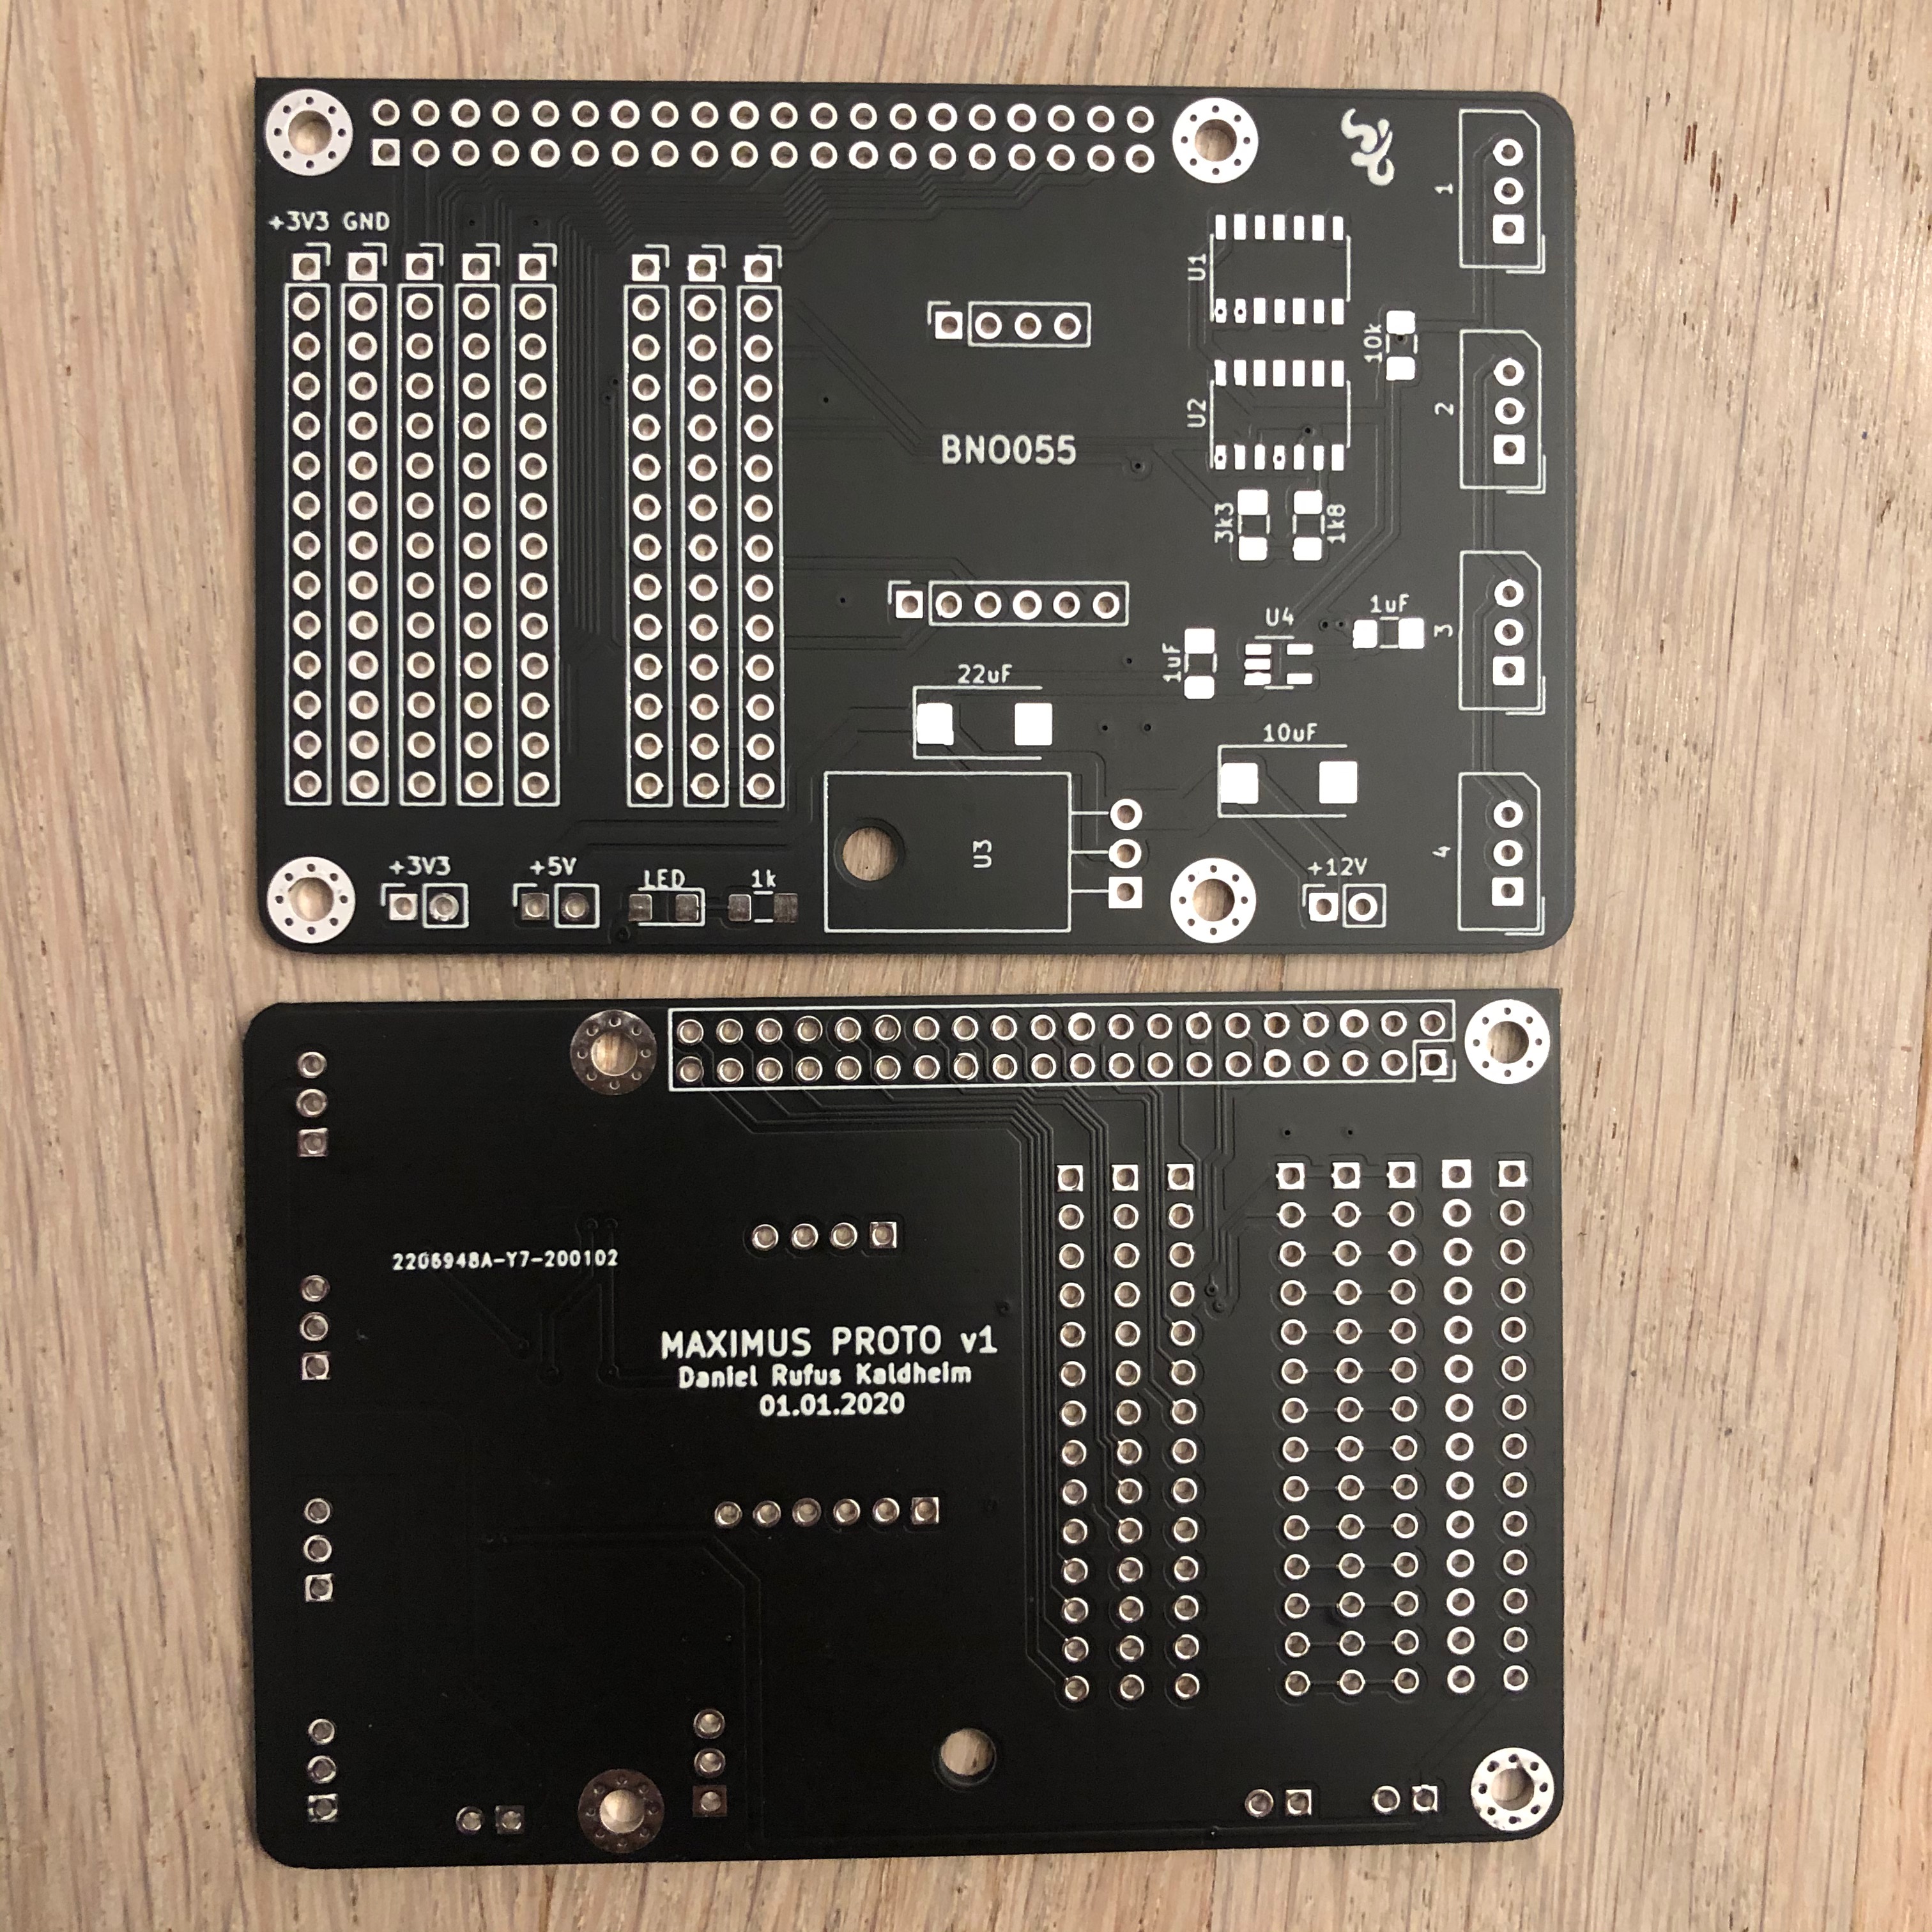 +3V3 GND
1
U1
10k
2
U2
BNO055
3k3
1k8
1uF
U4
3
1uF
22uF
10uF
U3
4
+3V3
+5V
LED
1k
+12V
2206948A-Y7-200102
MAXIMUS PROTO v1
Daniel Rufus Kaldheim
01.01.2020